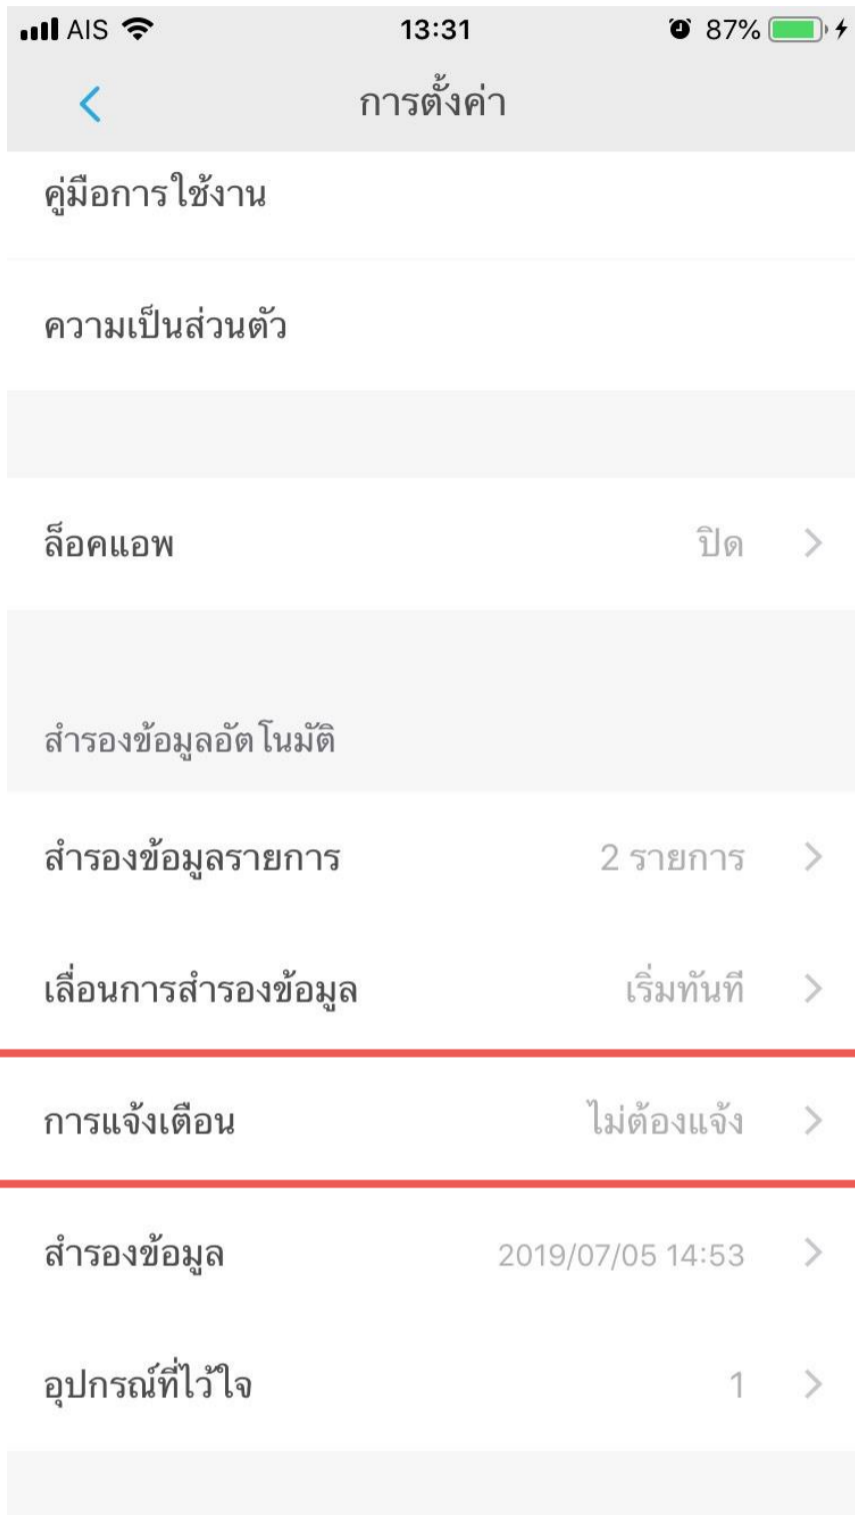 AIS 13:31 87%
การตั้งค่า
คู่มือการใช้งาน
ความเป็นส่วนตัว
ล็อคแอพ ปิด
สำรองข้อมูลอัตโนมัติ
สำรองข้อมูลรายการ 2 รายการ
เลื่อนการสำรองข้อมูล เริ่มทันที
การแจ้งเตือน ไม่ต้องแจ้ง
สำรองข้อมูล 2019/07/05 14:53
อุปกรณ์ที่ไว้ใจ 1